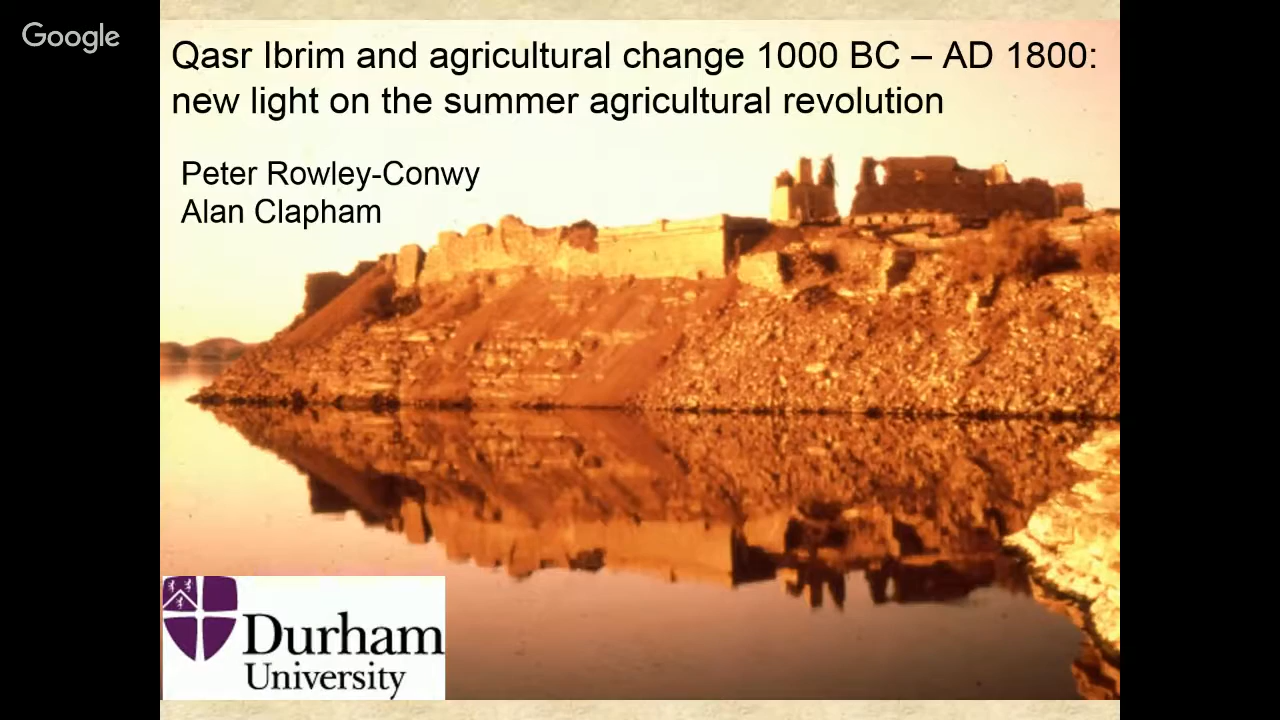 Google
Qasr Ibrim and agricultural change 1000 BC – AD 1800:
new light on the summer agricultural revolution
Peter Rowley-Conwy
Alan Clapham
Durham
University